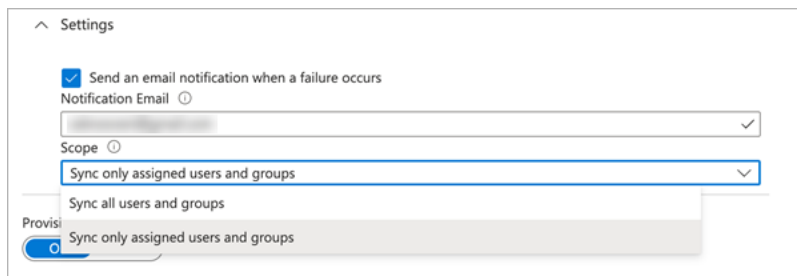 Settings
Send an email notification when a failure occurs
Notification Email
Scope
Sync only assigned users and groups
Sync all users and groups
Sync only assigned users and groups